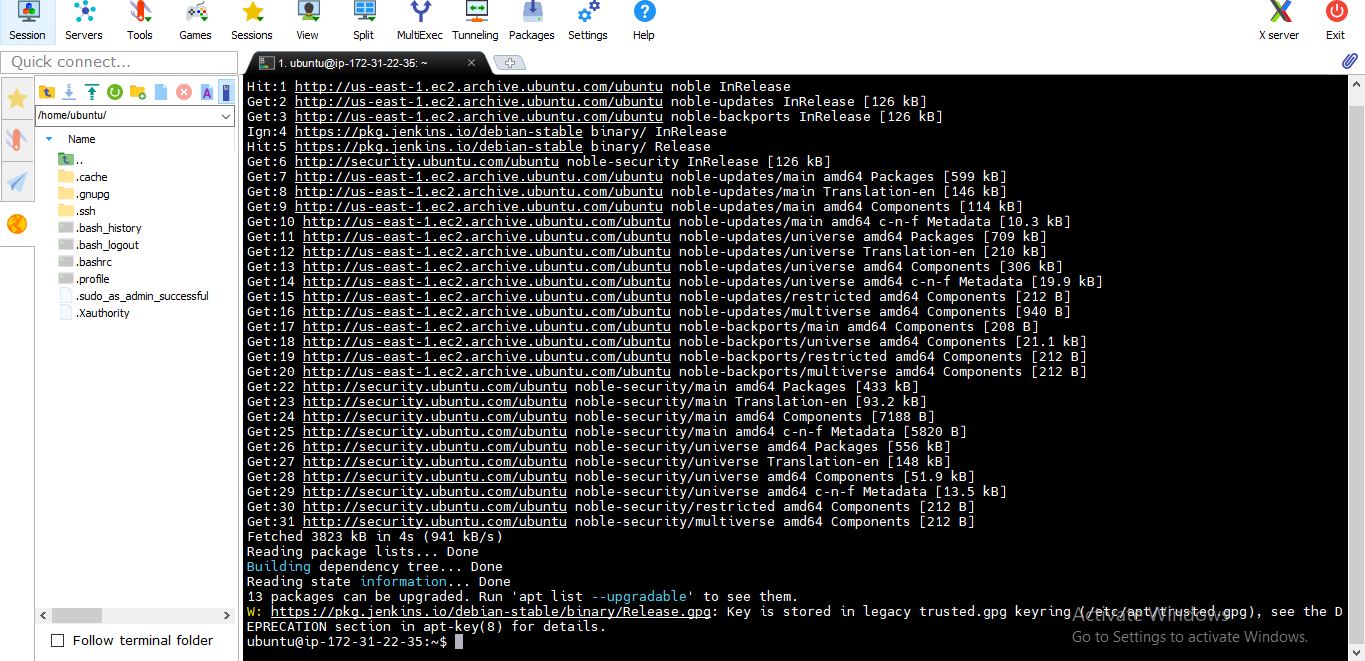 Session Servers Tools Games Sessions View Split MultiExec Tunneling Packages Settings Help X server Exit
Quick connect...
1. ubuntu@ip-172-31-22-35: ~
/home/ubuntu/
Name
..
.cache
.gnupg
.ssh
.bash_history
.bash_logout
.bashrc
.profile
.sudo_as_admin_successful
.Xauthority
Follow terminal folder
Hit:1 http://us-east-1.ec2.archive.ubuntu.com/ubuntu noble InRelease
Get:2 http://us-east-1.ec2.archive.ubuntu.com/ubuntu noble-updates InRelease [126 kB]
Get:3 http://us-east-1.ec2.archive.ubuntu.com/ubuntu noble-backports InRelease [126 kB]
Ign:4 https://pkg.jenkins.io/debian-stable binary/ InRelease
Hit:5 https://pkg.jenkins.io/debian-stable binary/ Release
Get:6 http://security.ubuntu.com/ubuntu noble-security InRelease [126 kB]
Get:7 http://us-east-1.ec2.archive.ubuntu.com/ubuntu noble-updates/main amd64 Packages [599 kB]
Get:8 http://us-east-1.ec2.archive.ubuntu.com/ubuntu noble-updates/main Translation-en [146 kB]
Get:9 http://us-east-1.ec2.archive.ubuntu.com/ubuntu noble-updates/main amd64 Components [114 kB]
Get:10 http://us-east-1.ec2.archive.ubuntu.com/ubuntu noble-updates/main amd64 c-n-f Metadata [10.3 kB]
Get:11 http://us-east-1.ec2.archive.ubuntu.com/ubuntu noble-updates/universe amd64 Packages [709 kB]
Get:12 http://us-east-1.ec2.archive.ubuntu.com/ubuntu noble-updates/universe Translation-en [210 kB]
Get:13 http://us-east-1.ec2.archive.ubuntu.com/ubuntu noble-updates/universe amd64 Components [306 kB]
Get:14 http://us-east-1.ec2.archive.ubuntu.com/ubuntu noble-updates/universe amd64 c-n-f Metadata [19.9 kB]
Get:15 http://us-east-1.ec2.archive.ubuntu.com/ubuntu noble-updates/restricted amd64 Components [212 B]
Get:16 http://us-east-1.ec2.archive.ubuntu.com/ubuntu noble-updates/multiverse amd64 Components [940 B]
Get:17 http://us-east-1.ec2.archive.ubuntu.com/ubuntu noble-backports/main amd64 Components [208 B]
Get:18 http://us-east-1.ec2.archive.ubuntu.com/ubuntu noble-backports/universe amd64 Components [21.1 kB]
Get:19 http://us-east-1.ec2.archive.ubuntu.com/ubuntu noble-backports/restricted amd64 Components [212 B]
Get:20 http://us-east-1.ec2.archive.ubuntu.com/ubuntu noble-backports/multiverse amd64 Components [212 B]
Get:22 http://security.ubuntu.com/ubuntu noble-security/main amd64 Packages [433 kB]
Get:23 http://security.ubuntu.com/ubuntu noble-security/main Translation-en [93.2 kB]
Get:24 http://security.ubuntu.com/ubuntu noble-security/main amd64 Components [7188 B]
Get:25 http://security.ubuntu.com/ubuntu noble-security/main amd64 c-n-f Metadata [5820 B]
Get:26 http://security.ubuntu.com/ubuntu noble-security/universe amd64 Packages [556 kB]
Get:27 http://security.ubuntu.com/ubuntu noble-security/universe Translation-en [148 kB]
Get:28 http://security.ubuntu.com/ubuntu noble-security/universe amd64 Components [51.9 kB]
Get:29 http://security.ubuntu.com/ubuntu noble-security/universe amd64 c-n-f Metadata [13.5 kB]
Get:30 http://security.ubuntu.com/ubuntu noble-security/restricted amd64 Components [212 B]
Get:31 http://security.ubuntu.com/ubuntu noble-security/multiverse amd64 Components [212 B]
Fetched 3823 kB in 4s (941 kB/s)
Reading package lists... Done
Building dependency tree... Done
Reading state information... Done
13 packages can be upgraded. Run 'apt list --upgradable' to see them.
W: https://pkg.jenkins.io/debian-stable/binary/Release.gpg: Key is stored in legacy trusted.gpg keyring (/etc/apt/trusted.gpg), see the D
EPRECATION section in apt-key(8) for details.
ubuntu@ip-172-31-22-35:~$
Activate Windows
Go to Settings to activate Windows.